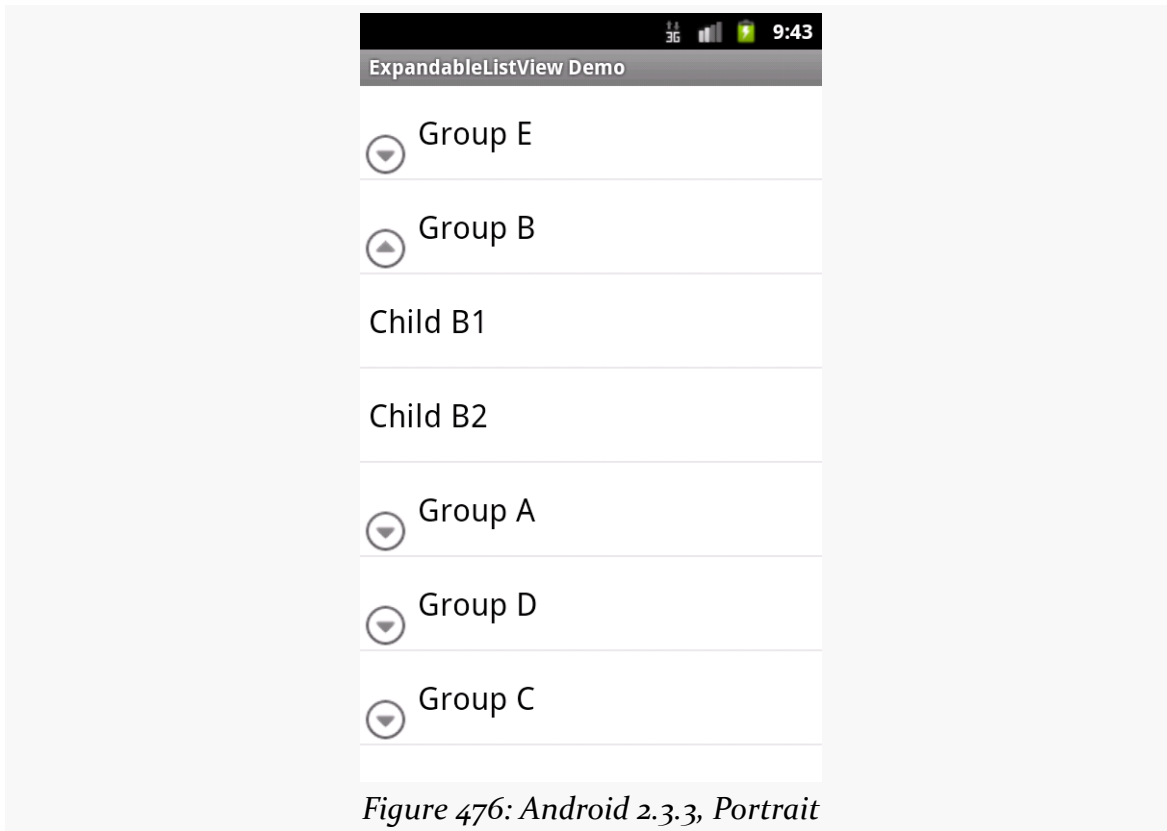 3G 9:43
ExpandableListView Demo
Group E
Group B
Child B1
Child B2
Group A
Group D
Group C
Figure 476: Android 2.3.3, Portrait